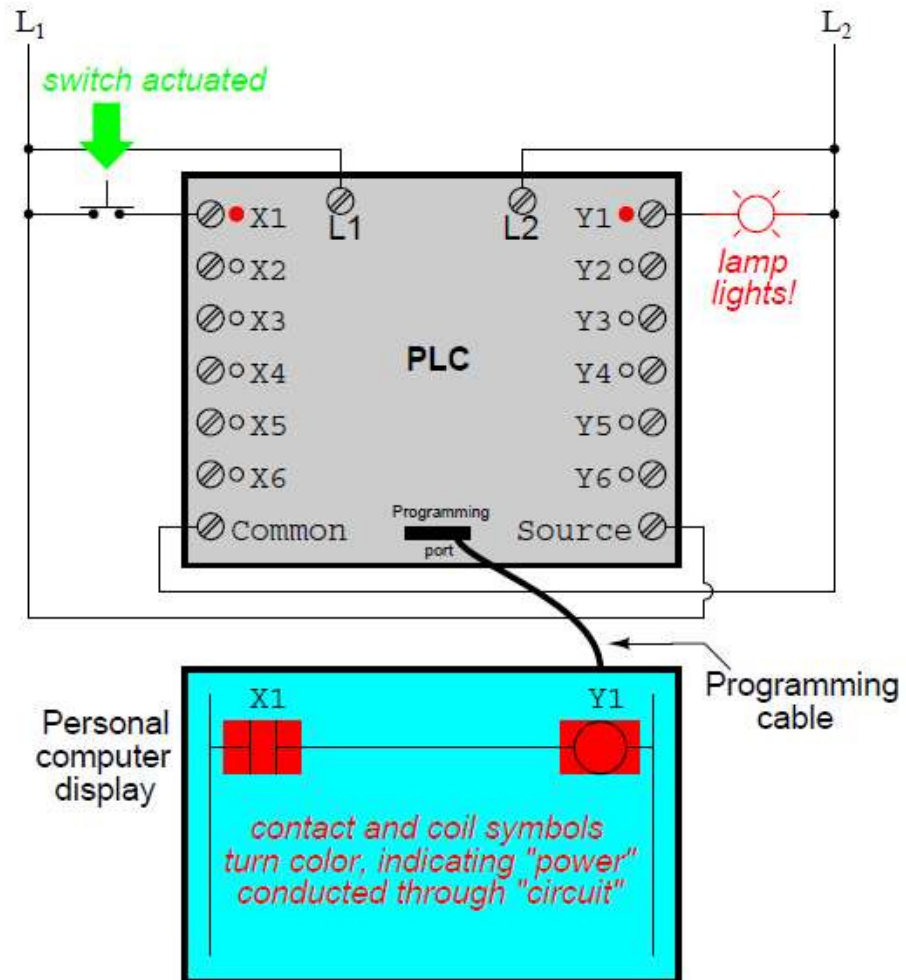 L1
L2
switch actuated
X1
L1
L2
Y1
X2
Y2
lamp
lights!
X3
Y3
X4
PLC
Y4
X5
Y5
X6
Y6
Common
Programming
port
Source
Programming
cable
Personal
computer
display
X1
Y1
contact and coil symbols
turn color, indicating "power"
conducted through "circuit"